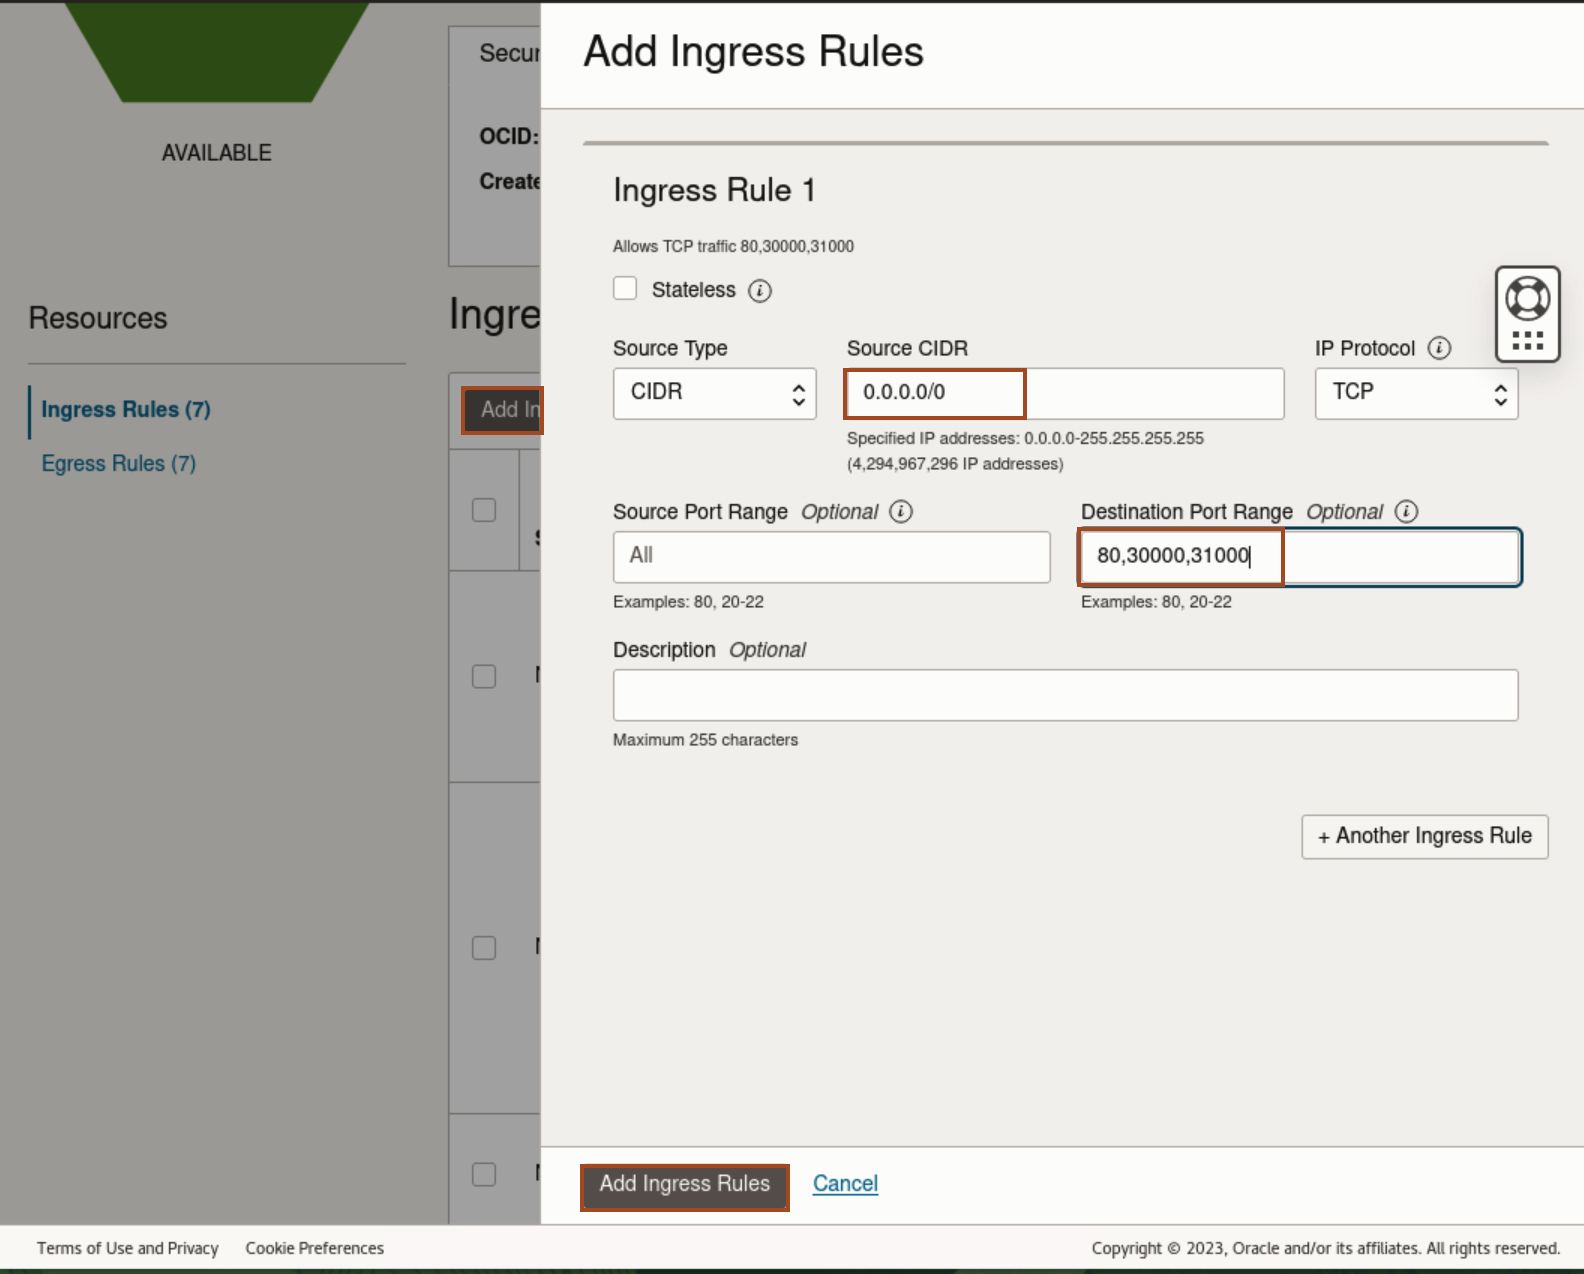 AVAILABLE
Resources
Ingress Rules (7)
Egress Rules (7)
Secur
OCID:
Create
Ingre
Add In
Add Ingress Rules
Ingress Rule 1
Allows TCP traffic 80,30000,31000
Stateless
Source Type
Source CIDR
IP Protocol
CIDR
0.0.0.0/0
TCP
Specified IP addresses: 0.0.0.0-255.255.255.255
(4,294,967,296 IP addresses)
Source Port Range Optional
Destination Port Range Optional
All
80,30000,31000
Examples: 80, 20-22
Examples: 80, 20-22
Description Optional
Maximum 255 characters
+ Another Ingress Rule
Add Ingress Rules
Cancel
Terms of Use and Privacy
Cookie Preferences
Copyright © 2023, Oracle and/or its affiliates. All rights reserved.